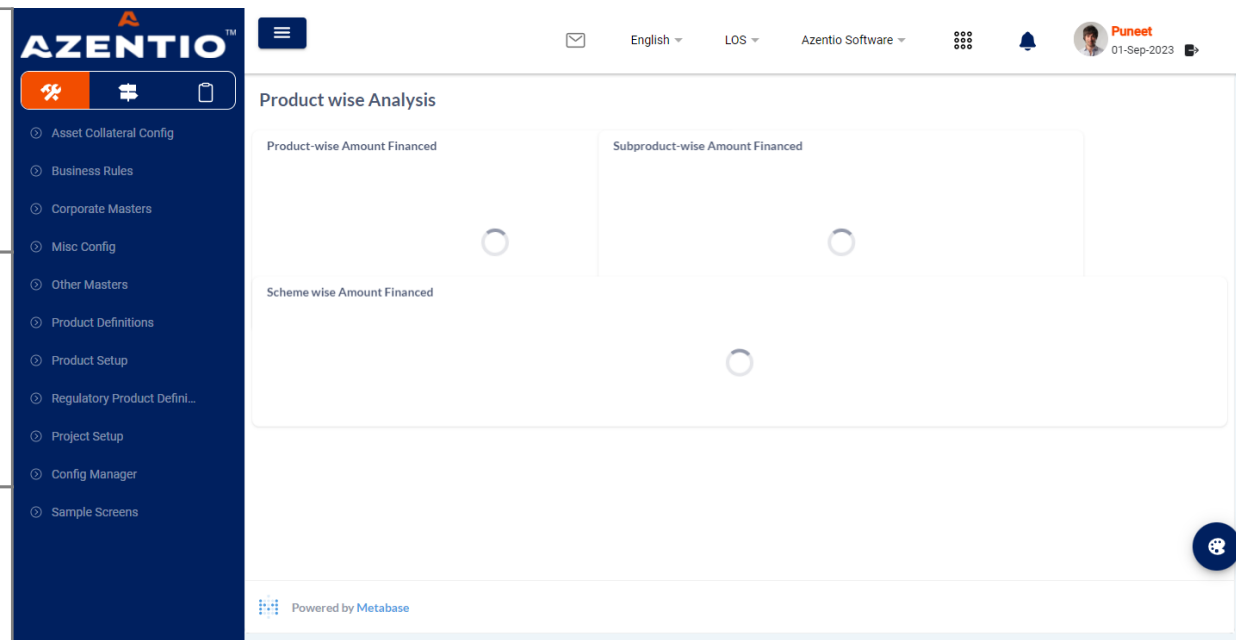 AZENTIO™
English
LOS
Azentio Software
Puneet
01-Sep-2023
Asset Collateral Config
Business Rules
Corporate Masters
Misc Config
Other Masters
Product Definitions
Product Setup
Regulatory Product Defini...
Project Setup
Config Manager
Sample Screens
Product wise Analysis
Product-wise Amount Financed
Subproduct-wise Amount Financed
Scheme wise Amount Financed
Powered by Metabase